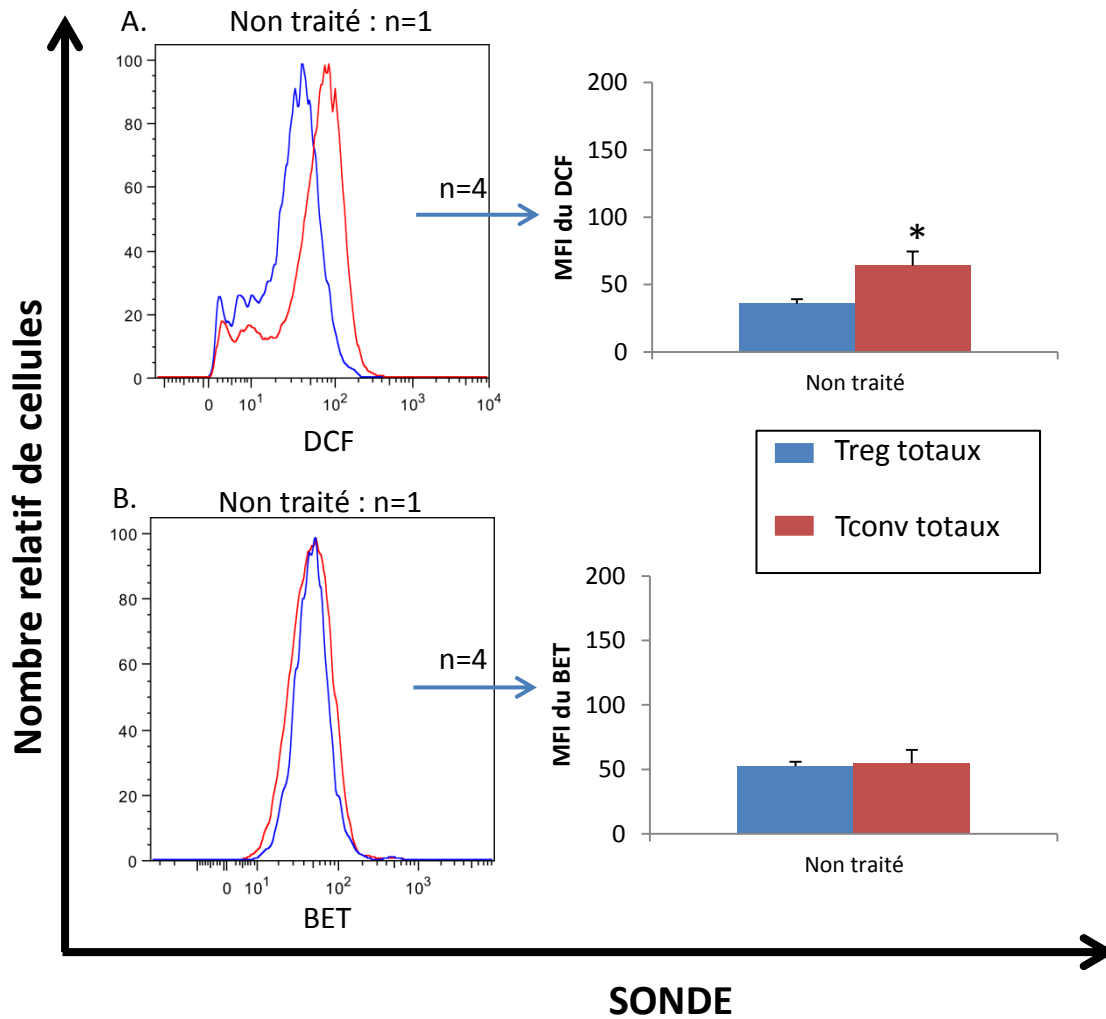 A.
Non traité : n=1
100
80
60
40
20
0
0 10¹ 10² 10³ 10⁴
DCF
n=4
MFI du DCF
200
150
100
50
0
*
Non traité
Treg totaux
Tconv totaux
B.
Non traité : n=1
100
80
60
40
20
0
0 10¹ 10² 10³
BET
n=4
MFI du BET
200
150
100
50
0
Non traité
Nombre relatif de cellules
SONDE